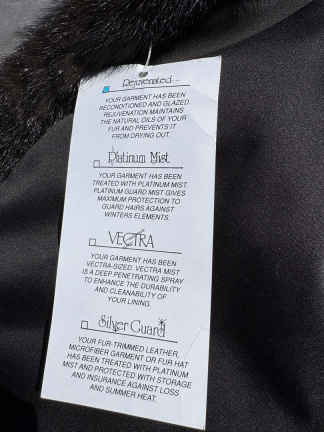 Rejuvenated
YOUR GARMENT HAS BEEN
RECONDITIONED AND GLAZED
REJUVENATION MAINTAINS
THE NATURAL OILS OF YOUR
FUR AND PREVENTS IT
FROM DRYING OUT.
Platinum Mist
YOUR GARMENT HAS BEEN
TREATED WITH PLATINUM MIST.
PLATINUM GUARD MIST GIVES
MAXIMUM PROTECTION TO
GUARD HAIRS AGAINST
WINTERS ELEMENTS.
VECTRA
YOUR GARMENT HAS BEEN
VECTRA-SIZED. VECTRA MIST
IS A DEEP PENETRATING SPRAY
TO ENHANCE THE DURABILITY
AND CLEANABILITY OF
YOUR LINING.
Silver Guard
YOUR FUR-TRIMMED LEATHER,
MICROFIBER GARMENT OR FUR HAT
HAS BEEN TREATED WITH PLATINUM
MIST AND PROTECTED WITH STORAGE
AND INSURANCE AGAINST LOSS
AND SUMMER HEAT.